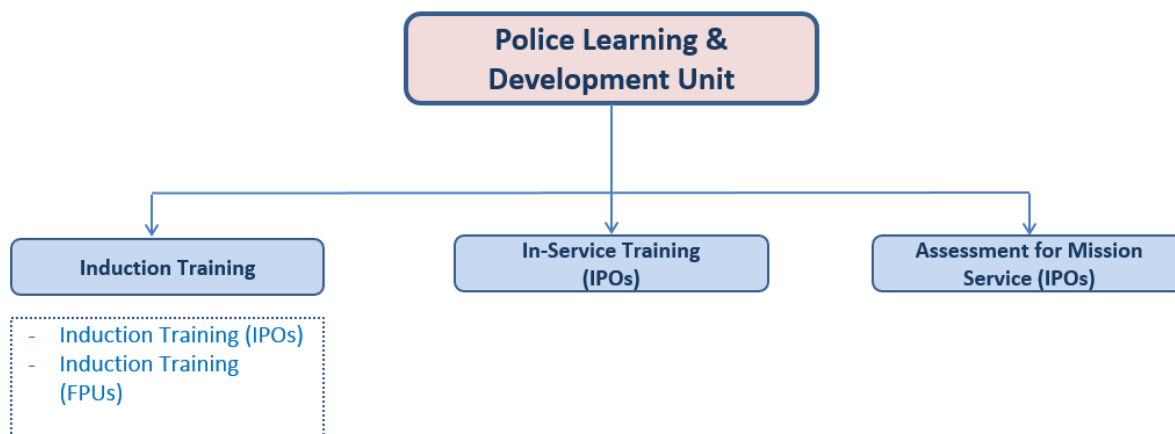 Police Learning &
Development Unit
Induction Training
In-Service Training
(IPOs)
Assessment for Mission
Service (IPOs)
- Induction Training (IPOs)
- Induction Training
(FPUs)